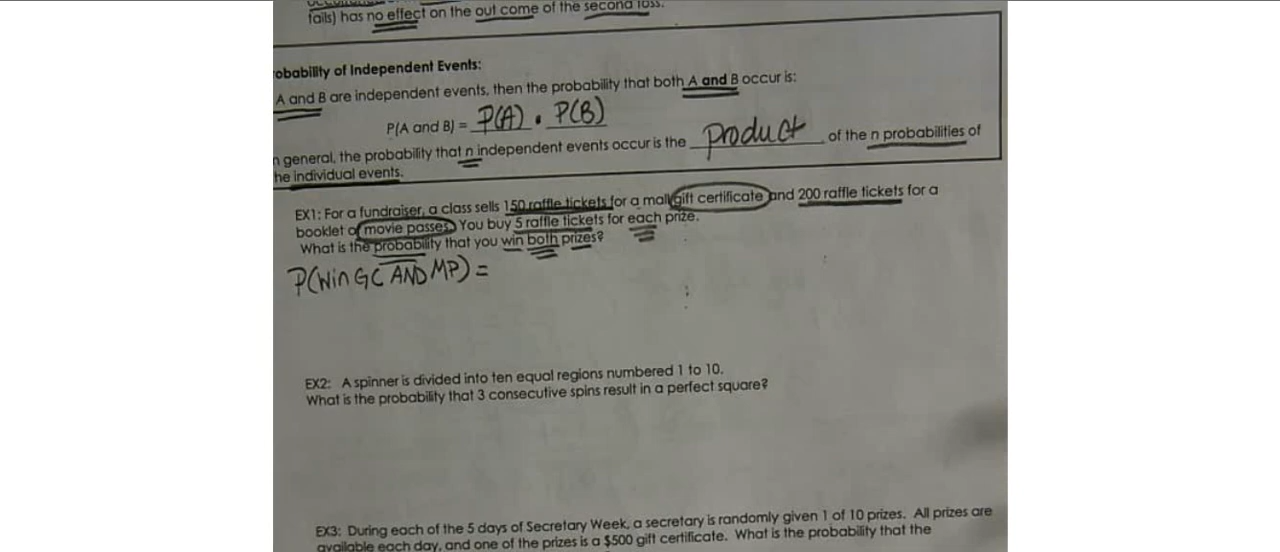 fails) has no effect on the out come of the second toss.
obability of Independent Events:
A and B are independent events, then the probability that both A and B occur is:
P(A and B) = P(A) • P(B)
n general, the probability that n independent events occur is the product of the n probabilities of
he individual events.
EX1: For a fundraiser, a class sells 150 raffle tickets for a mall gift certificate and 200 raffle tickets for a
booklet of movie passes. You buy 5 raffle tickets for each prize.
What is the probability that you win both prizes?
P(Win GC AND MP) =
EX2: A spinner is divided into ten equal regions numbered 1 to 10.
What is the probability that 3 consecutive spins result in a perfect square?
EX3: During each of the 5 days of Secretary Week, a secretary is randomly given 1 of 10 prizes. All prizes are
available each day, and one of the prizes is a $500 gift certificate. What is the probability that the